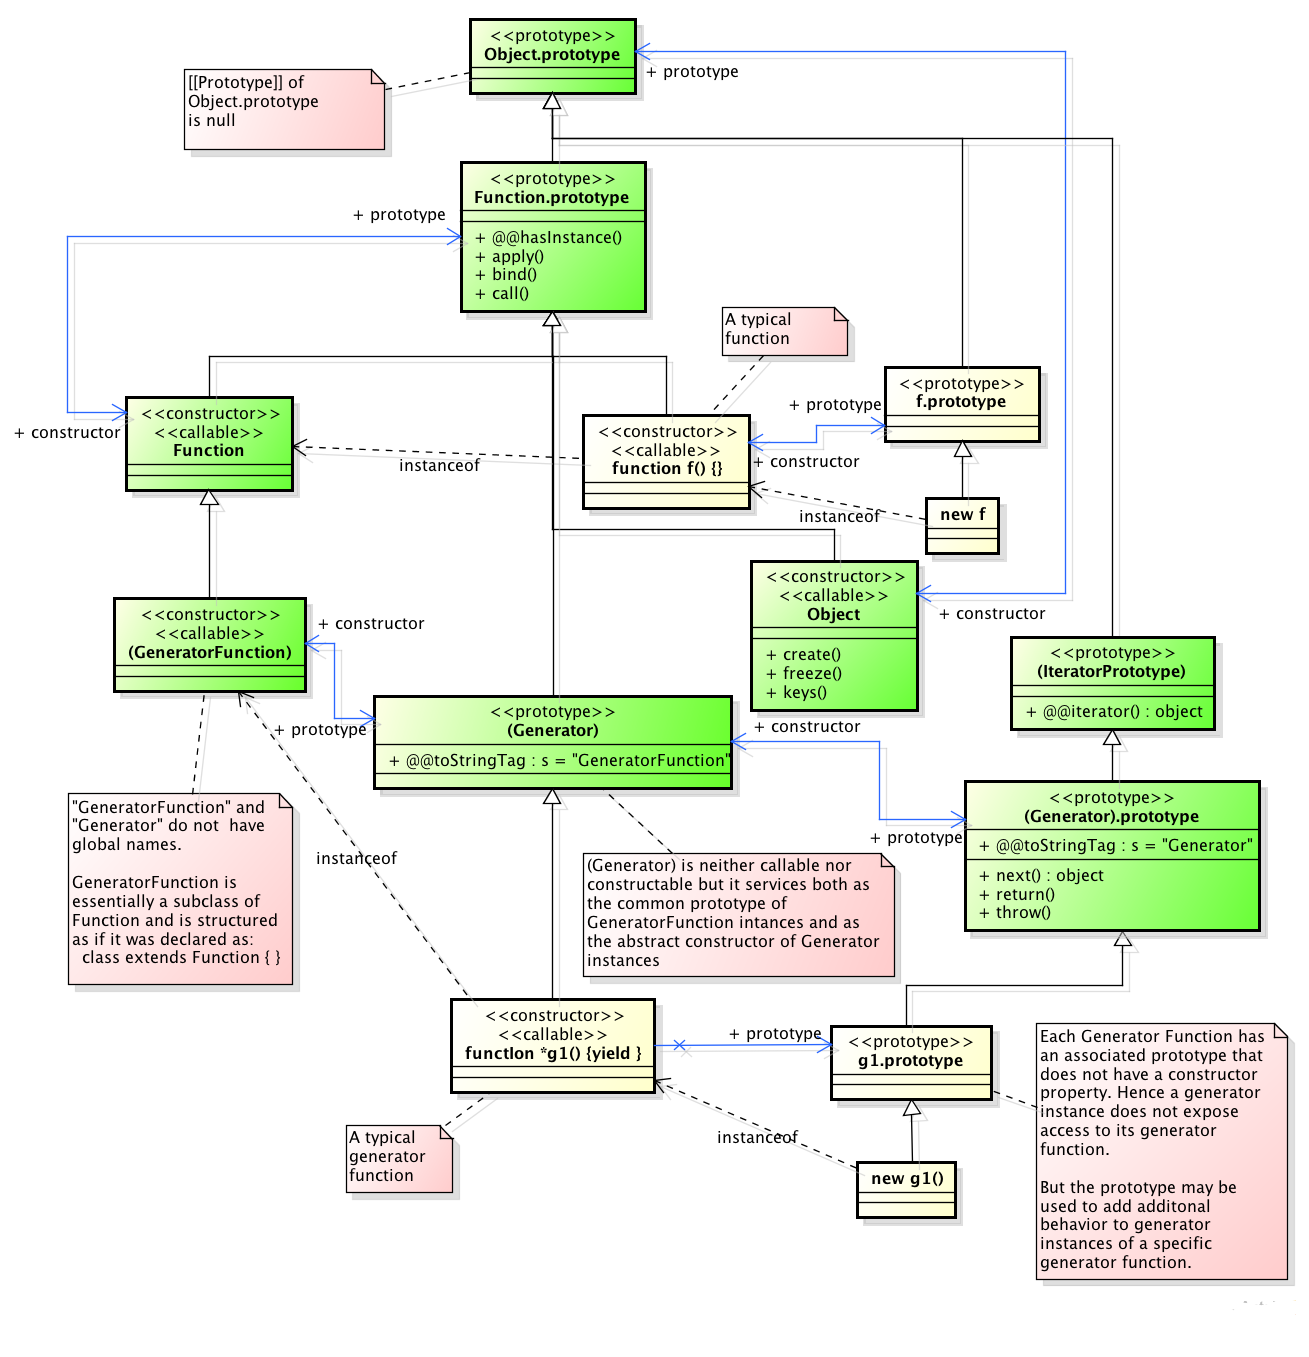 <<prototype>>
Object.prototype
+ prototype
[[Prototype]] of
Object.prototype
is null
<<prototype>>
Function.prototype
+ @@hasInstance()
+ apply()
+ bind()
+ call()
+ prototype
A typical
function
<<prototype>>
f.prototype
+ prototype
<<constructor>>
<<callable>>
Function
+ constructor
<<constructor>>
<<callable>>
function f() {}
+ constructor
instanceof
instanceof
new f
<<constructor>>
<<callable>>
Object
+ create()
+ freeze()
+ keys()
+ constructor
<<constructor>>
<<callable>>
(GeneratorFunction)
+ constructor
<<prototype>>
(IteratorPrototype)
+ @@iterator() : object
<<prototype>>
(Generator)
+ @@toStringTag : s = "GeneratorFunction"
+ prototype
+ constructor
<<prototype>>
(Generator).prototype
+ @@toStringTag : s = "Generator"
+ next() : object
+ return()
+ throw()
+ prototype
"GeneratorFunction" and
"Generator" do not  have
global names.
GeneratorFunction is
essentially a subclass of
Function and is structured
as if it was declared as:
class extends Function { }
instanceof
(Generator) is neither callable nor
constructable but it services both as
the common prototype of
GeneratorFunction intances and as
the abstract constructor of Generator
instances
<<constructor>>
<<callable>>
functIon *g1() {yield }
+ prototype
<<prototype>>
g1.prototype
Each Generator Function has
an associated prototype that
does not have a constructor
property. Hence a generator
instance does not expose
access to its generator
function.
But the prototype may be
used to add additonal
behavior to generator
instances of a specific
generator function.
A typical
generator
function
instanceof
new g1()